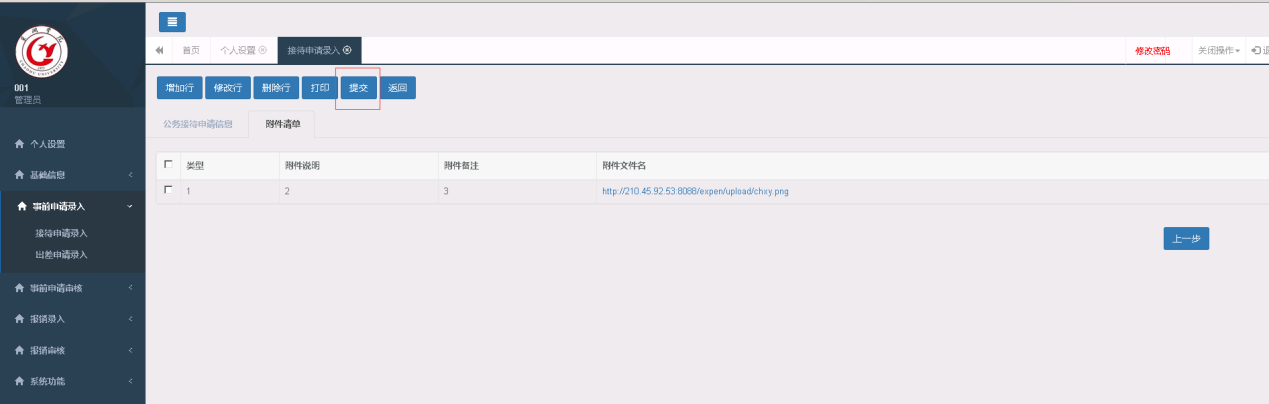 001
管理员
个人设置
基础信息
事前申请录入
接待申请录入
出差申请录入
事前申请审核
报销录入
报销审核
系统功能
首页 个人设置 接待申请录入 修改密码 关闭操作
增加行 修改行 删除行 打印 提交 返回
公务接待申请信息 附件清单
类型 附件说明 附件备注 附件文件名
1 2 3 http://210.45.92.53:8088/expen/upload/chxy.png
上一步